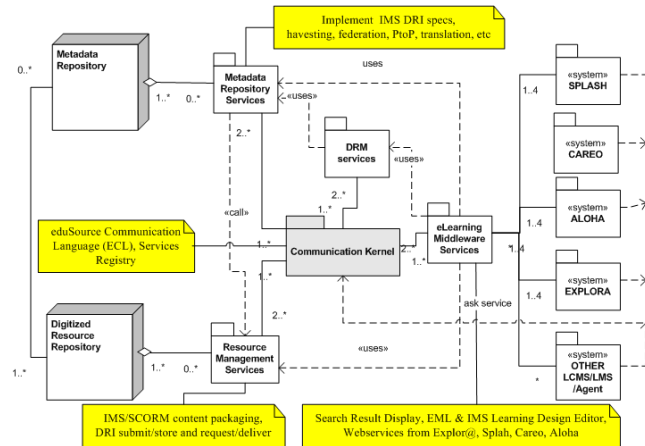 Implement IMS DRI specs,
havesting, federation, PtoP, translation, etc
Metadata
Repository
0..*
1..*
0..*
Metadata
Repository
Services
2..*
uses
«uses»
DRM
services
«uses»
2..*
1..*
«call»
eduSource Communication
Language (ECL), Services
Registry
1..*
Communication Kernel
2..*
1..*
eLearning
Middleware
Services
1..*
2..*
ask service
«system»
SPLASH
1..4
«system»
CAREO
«system»
ALOHA
1..4
*
1..4
«system»
EXPLORA
1..4
«system»
OTHER
LCMS/LMS
/Agent
*
Digitized
Resource
Repository
1..*
1..*
0..*
Resource
Management
Services
«uses»
IMS/SCORM content packaging,
DRI submit/store and request/deliver
Search Result Display, EML & IMS Learning Design Editor,
Webservices from Explor@, Splah, Careo, Aloha